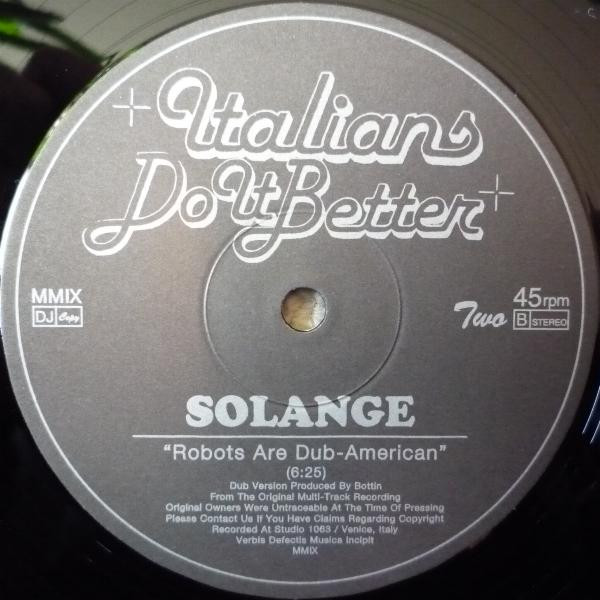 Italians
Do It Better
MMIX
DJ Copy
Two
45rpm
B STEREO
SOLANGE
“Robots Are Dub-American”
(6:25)
Dub Version Produced By Bottin
From The Original Multi-Track Recording
Original Owners Were Untraceable At The Time Of Pressing
Please Contact Us If You Have Claims Regarding Copyright
Recorded At Studio 1063 / Venice, Italy
Verbis Defectis Musica Incipit
MMIX